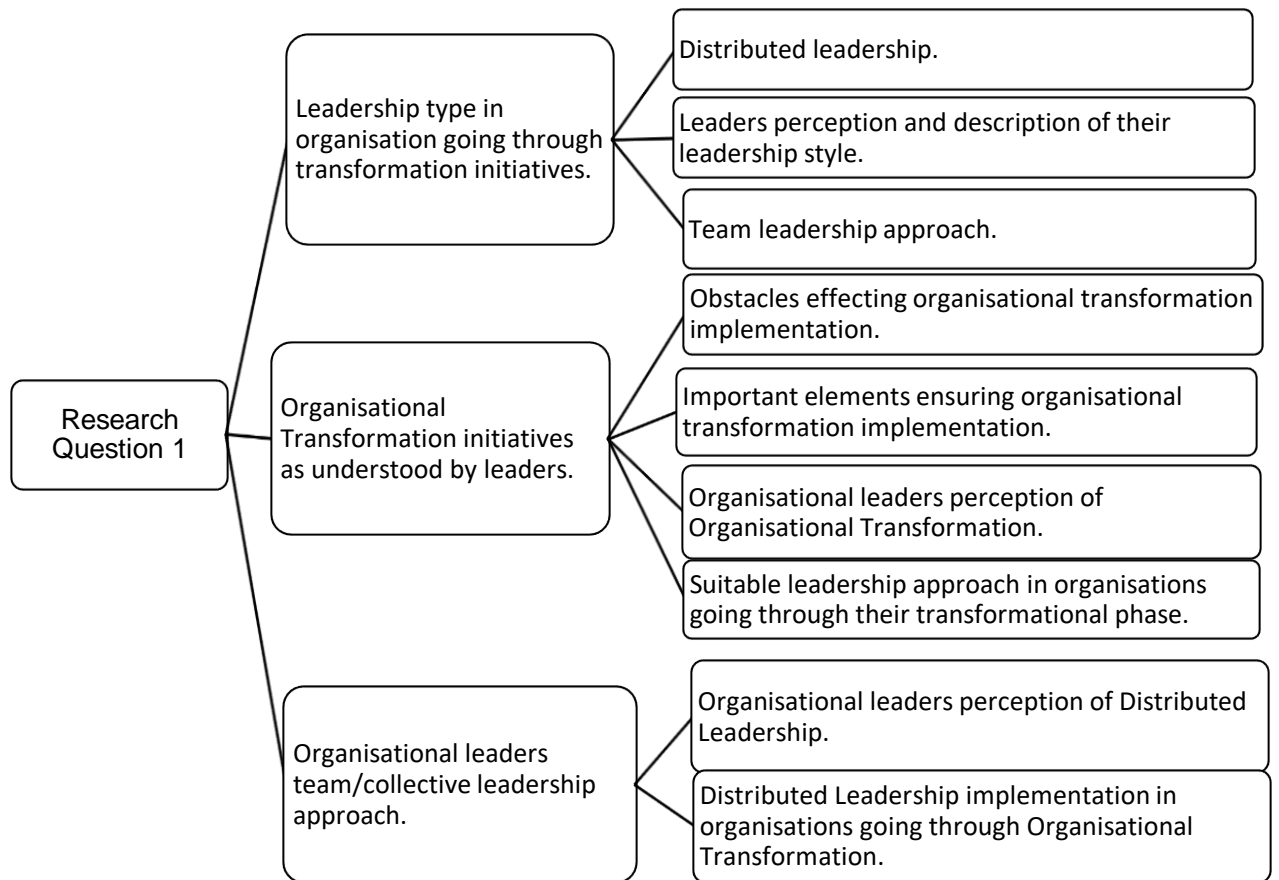 Research
Question 1
Leadership type in
organisation going through
transformation initiatives.
Distributed leadership.
Leaders perception and description of their
leadership style.
Team leadership approach.
Organisational
Transformation initiatives
as understood by leaders.
Obstacles effecting organisational transformation
implementation.
Important elements ensuring organisational
transformation implementation.
Organisational leaders perception of
Organisational Transformation.
Suitable leadership approach in organisations
going through their transformational phase.
Organisational leaders
team/collective leadership
approach.
Organisational leaders perception of Distributed
Leadership.
Distributed Leadership implementation in
organisations going through Organisational
Transformation.